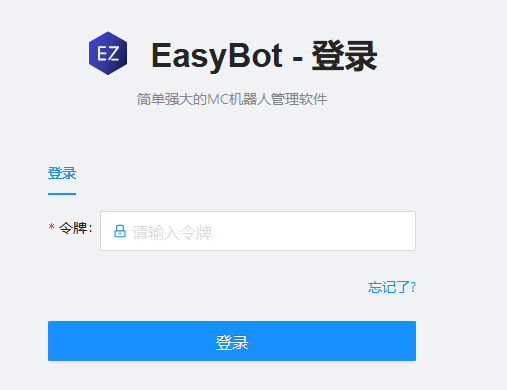 EZ
EasyBot - 登录
简单强大的MC机器人管理软件
登录
* 令牌: 请输入令牌
忘记了?
登录